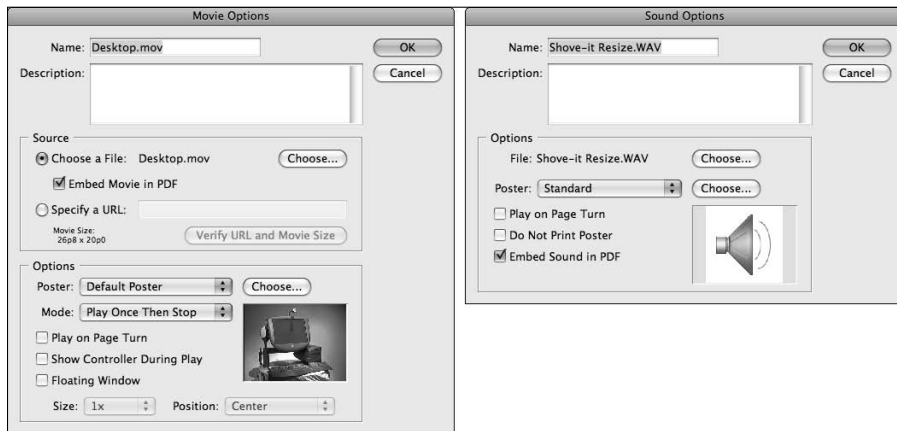 Movie Options
Name: Desktop.mov
OK
Description:
Cancel
Source
Choose a File: Desktop.mov
Choose...
Embed Movie in PDF
Specify a URL:
Movie Size:
26p8 x 20p0
Verify URL and Movie Size
Options
Poster: Default Poster
Choose...
Mode: Play Once Then Stop
Play on Page Turn
Show Controller During Play
Floating Window
Size: 1x
Position: Center
Sound Options
Name: Shove-it Resize.WAV
OK
Description:
Cancel
Options
File: Shove-it Resize.WAV
Choose...
Poster: Standard
Choose...
Play on Page Turn
Do Not Print Poster
Embed Sound in PDF